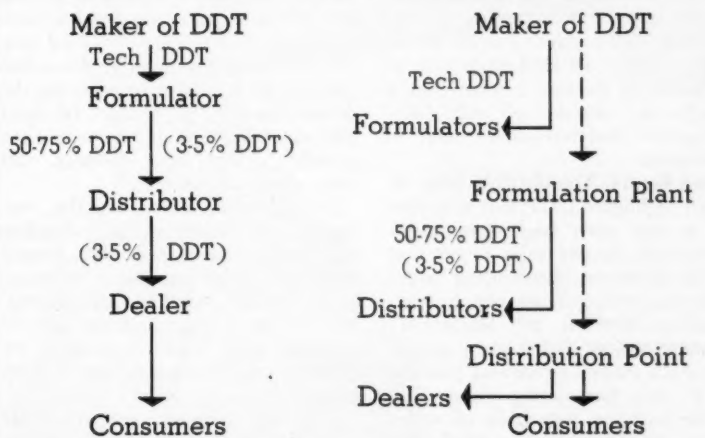 Maker of DDT
Tech DDT
Formulator
50-75% DDT (3-5% DDT)
Distributor
(3-5% DDT)
Dealer
Consumers
Maker of DDT
Tech DDT
Formulators
Formulation Plant
50-75% DDT
(3-5% DDT)
Distributors
Distribution Point
Dealers
Consumers